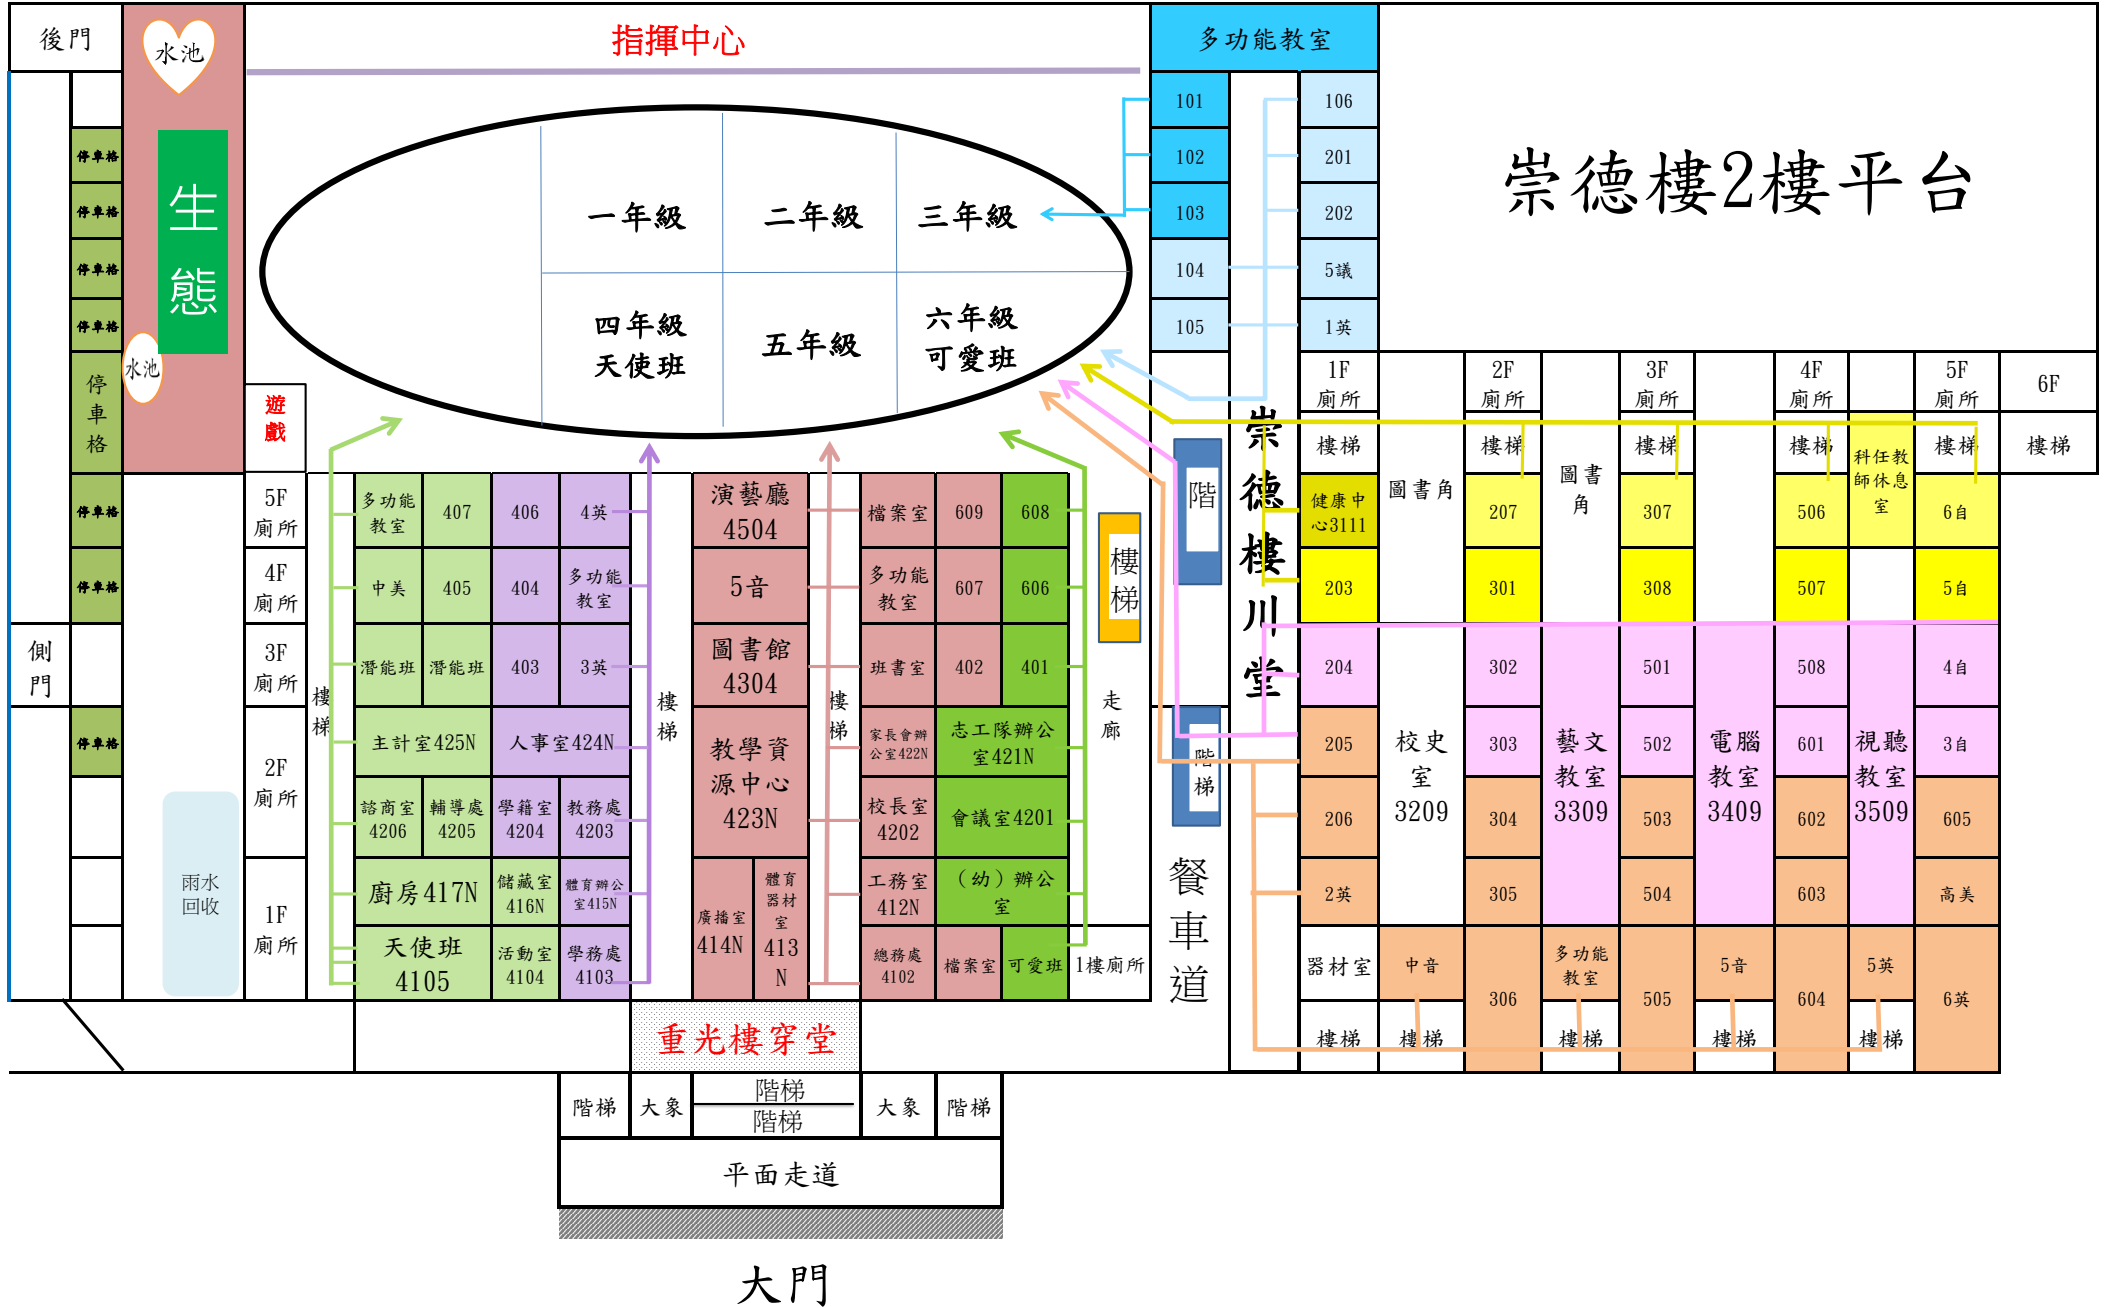 後門
水池
指揮中心
多功能教室
101
106
停車格
102
201
生
態
崇德樓2樓平台
停車格
103
202
一年級
二年級
三年級
停車格
104
5議
停車格
105
1英
四年級
天使班
五年級
六年級
可愛班
水池
停
車
格
遊
戲
1F
廁所
2F
廁所
3F
廁所
4F
廁所
5F
廁所
6F
樓梯
樓梯
樓梯
樓梯
樓梯
樓梯
圖書角
圖書
角
科任教
師休息
室
崇
德
樓
川
堂
階
樓
梯
停車格
5F
廁所
多功能
教室
407
406
4英
演藝廳
4504
檔案室
609
608
健康中
心3111
207
307
506
6自
停車格
4F
廁所
中美
405
404
多功能
教室
5音
多功能
教室
607
606
203
301
308
507
5自
側
門
3F
廁所
樓
梯
潛能班
潛能班
403
3英
樓
梯
圖書館
4304
樓
梯
班書室
402
401
走
廊
204
302
501
508
4自
停車格
2F
廁所
主計室425N
人事室424N
教學資
源中心
423N
家長會辦
公室422N
志工隊辦公
室421N
階
梯
205
校史
室
3209
303
藝文
教室
3309
502
電腦
教室
3409
601
視聽
教室
3509
3自
諮商室
4206
輔導處
4205
學籍室
4204
教務處
4203
校長室
4202
會議室4201
206
304
503
602
605
雨水
回收
1F
廁所
廚房417N
儲藏室
416N
體育辦公
室415N
廣播室
414N
體育
器材
室
413
N
工務室
412N
(幼)辦公
室
餐
車
道
2英
305
504
603
高美
天使班
4105
活動室
4104
學務處
4103
總務處
4102
檔案室
可愛班
1樓廁所
器材室
中音
306
多功能
教室
505
5音
604
5英
6英
重光樓穿堂
樓梯
樓梯
樓梯
樓梯
樓梯
階梯
大象
階梯
階梯
大象
階梯
平面走道
大門